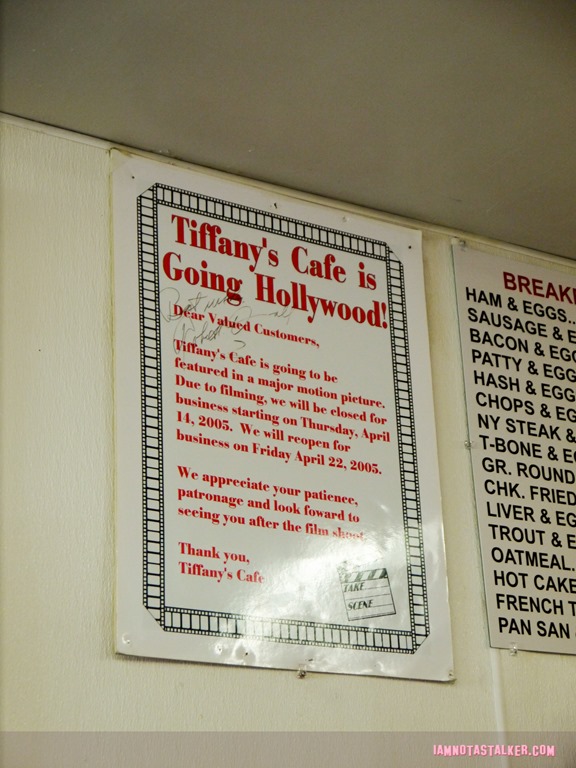 Tiffany's Cafe is
Going Hollywood!
Best
Dear Valued Customers,
Tiffany's Cafe is going to be
featured in a major motion picture.
Due to filming, we will be closed for
business starting on Thursday, April
14, 2005. We will reopen for
business on Friday April 22, 2005.
We appreciate your patience,
patronage and look foward to
seeing you after the film shoot.
Thank you,
Tiffany's Cafe
TAKE
SCENE
BREAKF
HAM & EGGS..
SAUSAGE & E
BACON & EGG
PATTY & EGG
HASH & EGG
CHOPS & EG
NY STEAK &
T-BONE & EG
GR. ROUND
CHK. FRIED
LIVER & EG
TROUT & E
OATMEAL..
HOT CAKE
FRENCH T
PAN SAN
IAMNOTASTALKER.COM